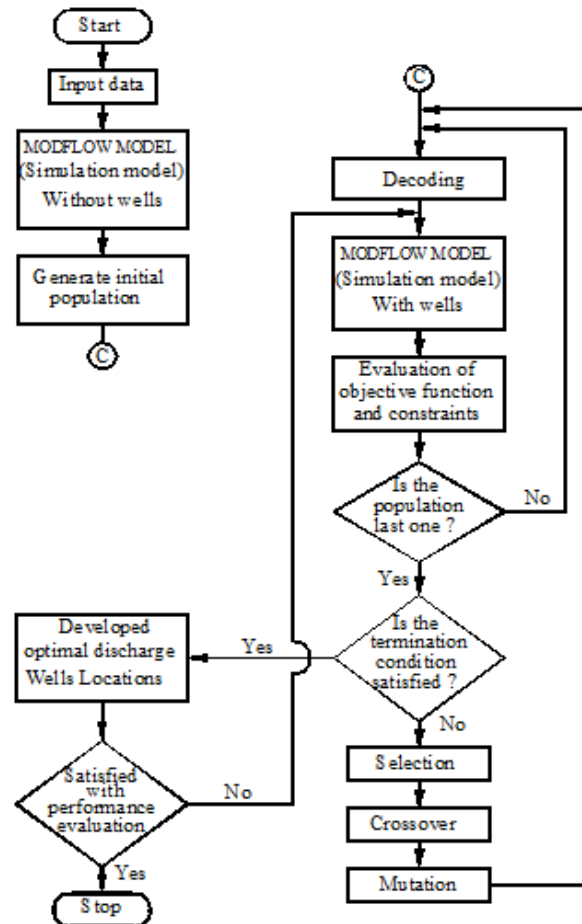 Start
Input data
MODFLOW MODEL
(Simulation model)
Without wells
Generate initial
population
C
C
Decoding
MODFLOW MODEL
(Simulation model)
With wells
Evaluation of
objective function
and constraints
Is the
population
last one ?
No
Yes
Is the
termination
condition
satisfied ?
Yes
No
Developed
optimal discharge
Wells Locations
Satisfied
with
performance
evaluation
No
Yes
Stop
Selection
Crossover
Mutation